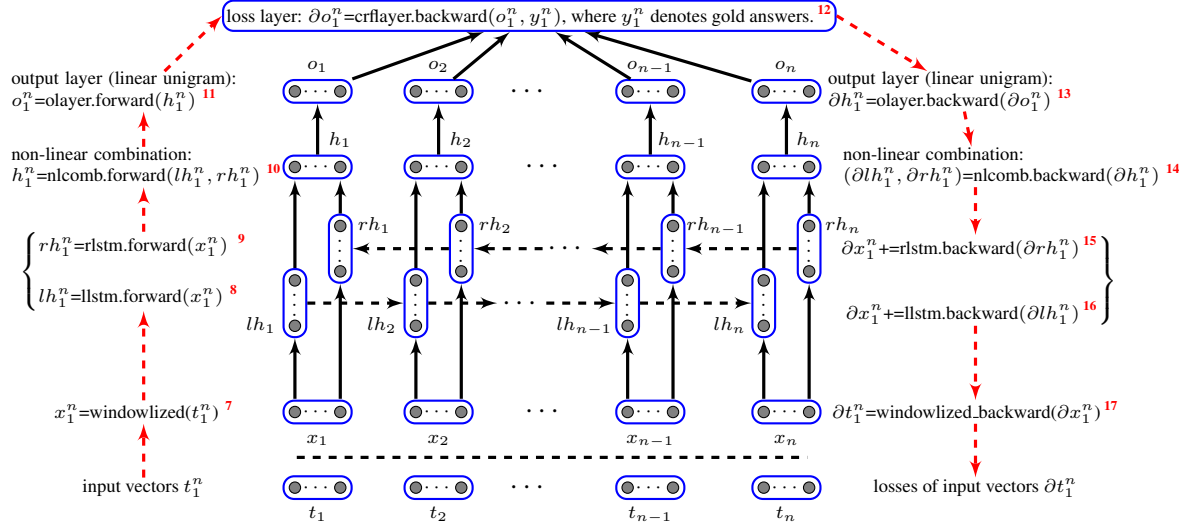 loss layer: ∂o₁ⁿ=crflayer.backward(o₁ⁿ, y₁ⁿ), where y₁ⁿ denotes gold answers. 12
o₁ o₂ oₙ₋₁ oₙ
output layer (linear unigram):
o₁ⁿ=olayer.forward(h₁ⁿ) 11
· · ·
output layer (linear unigram):
∂h₁ⁿ=olayer.backward(∂o₁ⁿ) 13
h₁ h₂ hₙ₋₁ hₙ
non-linear combination:
h₁ⁿ=nlcomb.forward(lh₁ⁿ, rh₁ⁿ) 10
· · ·
non-linear combination:
(∂lh₁ⁿ, ∂rh₁ⁿ)=nlcomb.backward(∂h₁ⁿ) 14
rh₁ rh₂ rhₙ₋₁ rhₙ
rh₁ⁿ=rlstm.forward(x₁ⁿ) 9
· · ·
∂x₁ⁿ+=rlstm.backward(∂rh₁ⁿ) 15
lh₁ⁿ=llstm.forward(x₁ⁿ) 8
· · ·
∂x₁ⁿ+=llstm.backward(∂lh₁ⁿ) 16
lh₁ lh₂ lhₙ₋₁ lhₙ
x₁ⁿ=windowlized(t₁ⁿ) 7
· · ·
∂t₁ⁿ=windowlized_backward(∂x₁ⁿ) 17
x₁ x₂ xₙ₋₁ xₙ
input vectors t₁ⁿ
· · ·
losses of input vectors ∂t₁ⁿ
t₁ t₂ tₙ₋₁ tₙ